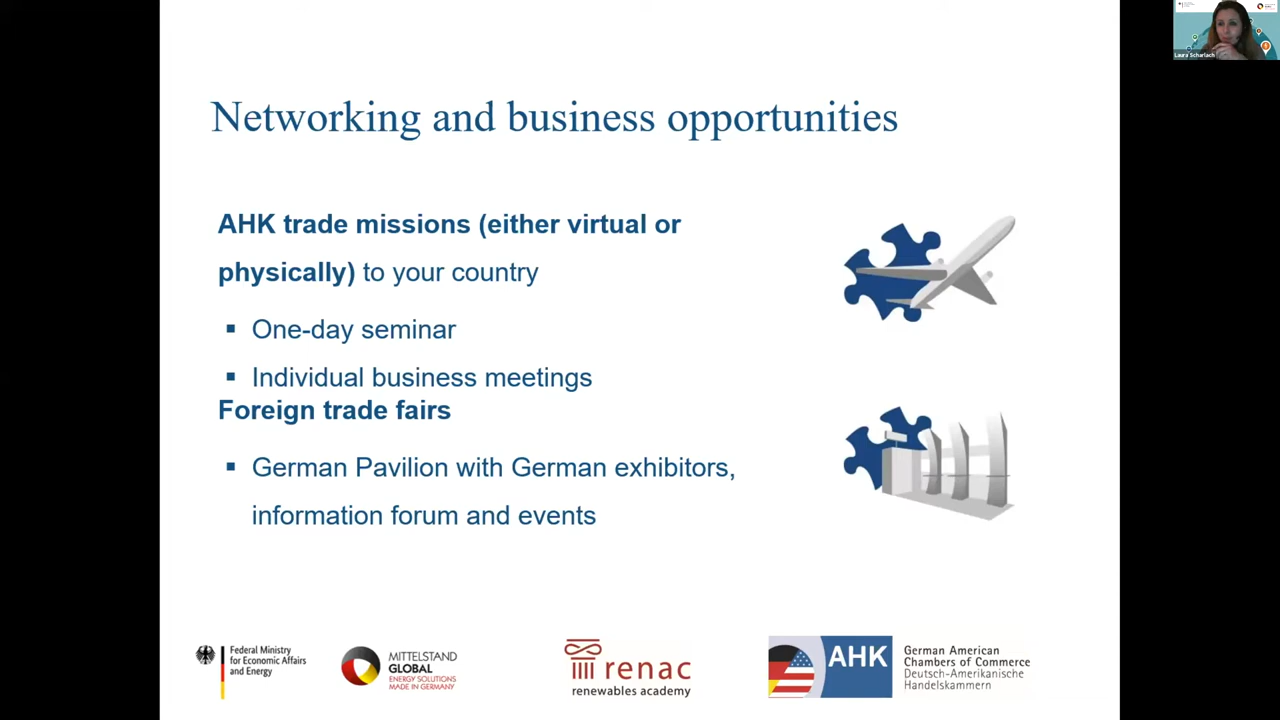 Networking and business opportunities
AHK trade missions (either virtual or
physically) to your country
▪ One-day seminar
▪ Individual business meetings
Foreign trade fairs
▪ German Pavilion with German exhibitors,
information forum and events
Federal Ministry
for Economic Affairs
and Energy
MITTELSTAND
GLOBAL
ENERGY SOLUTIONS
MADE IN GERMANY
renac
renewables academy
AHK
German American
Chambers of Commerce
Deutsch-Amerikanische
Handelskammern
Laura Scharlach